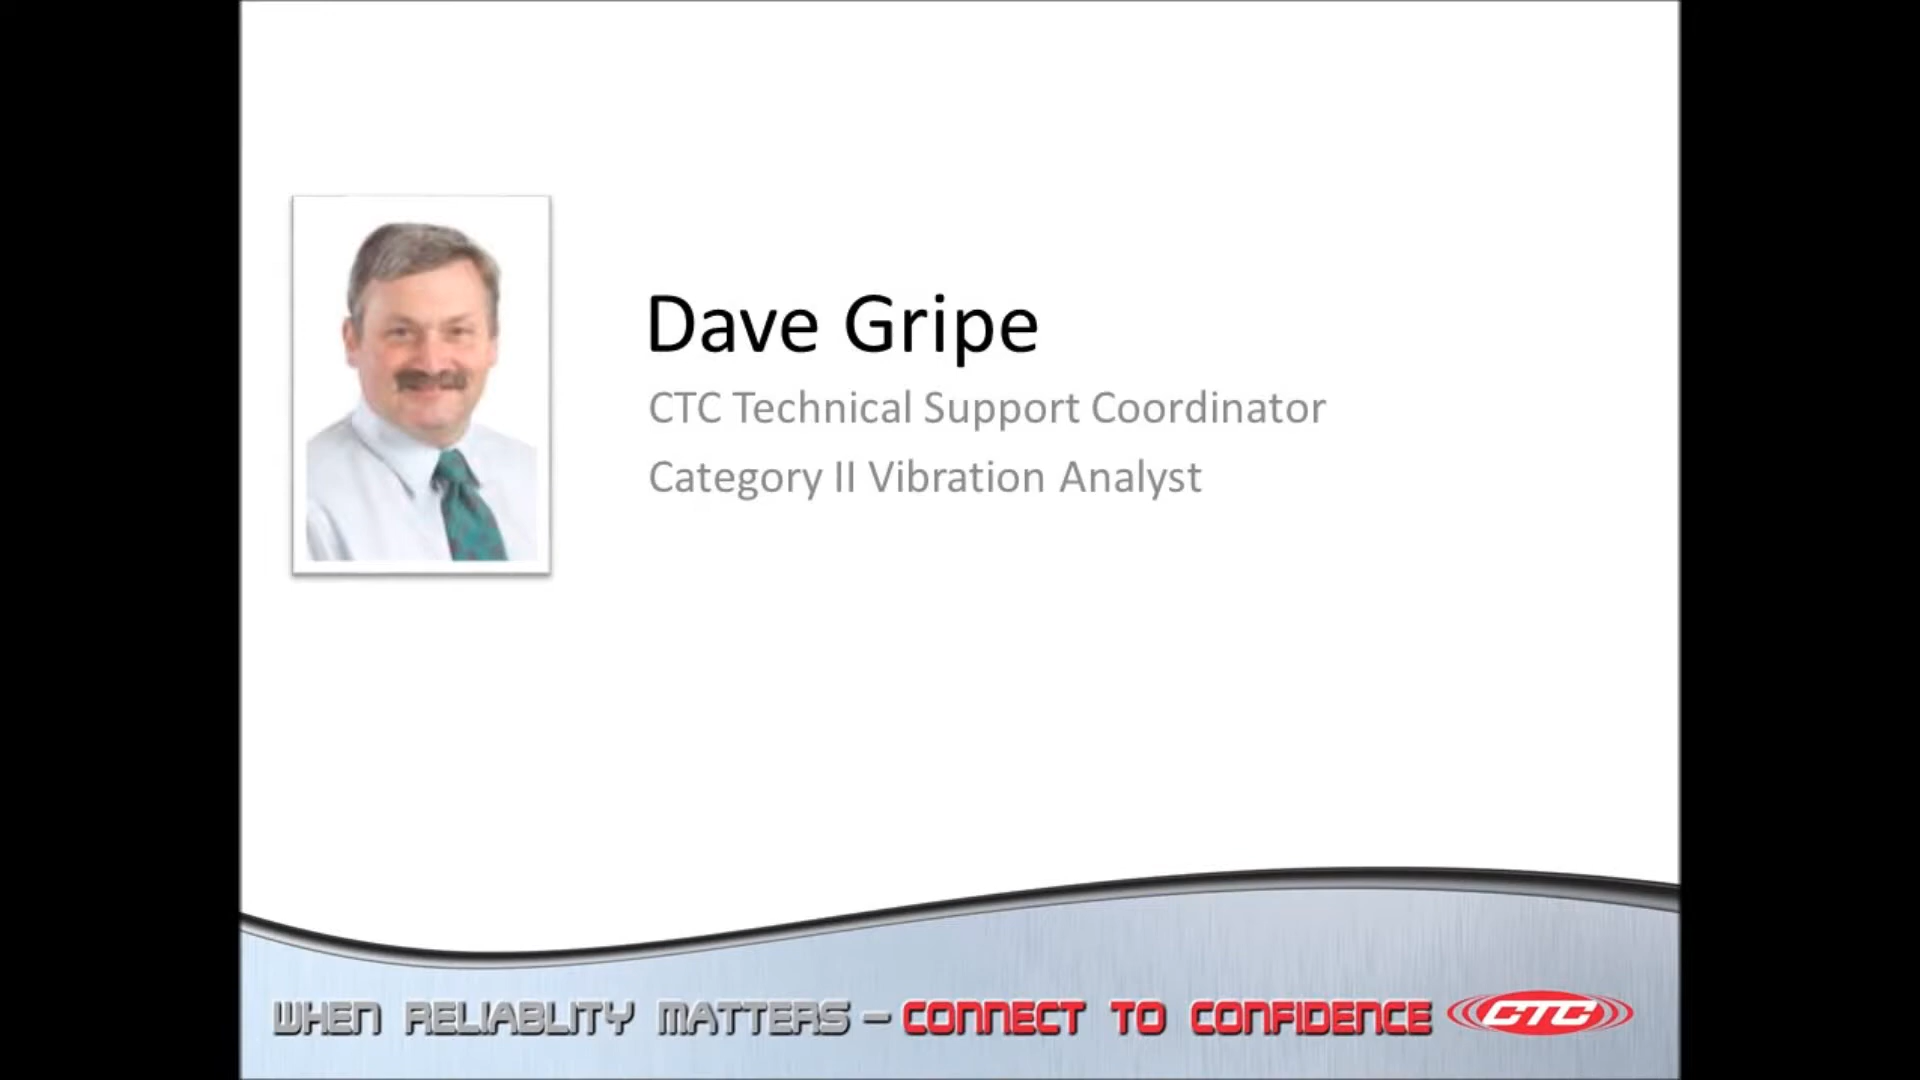 Dave Gripe
CTC Technical Support Coordinator
Category II Vibration Analyst
WHEN RELIABLITY MATTERS – CONNECT TO CONFIDENCE CTC